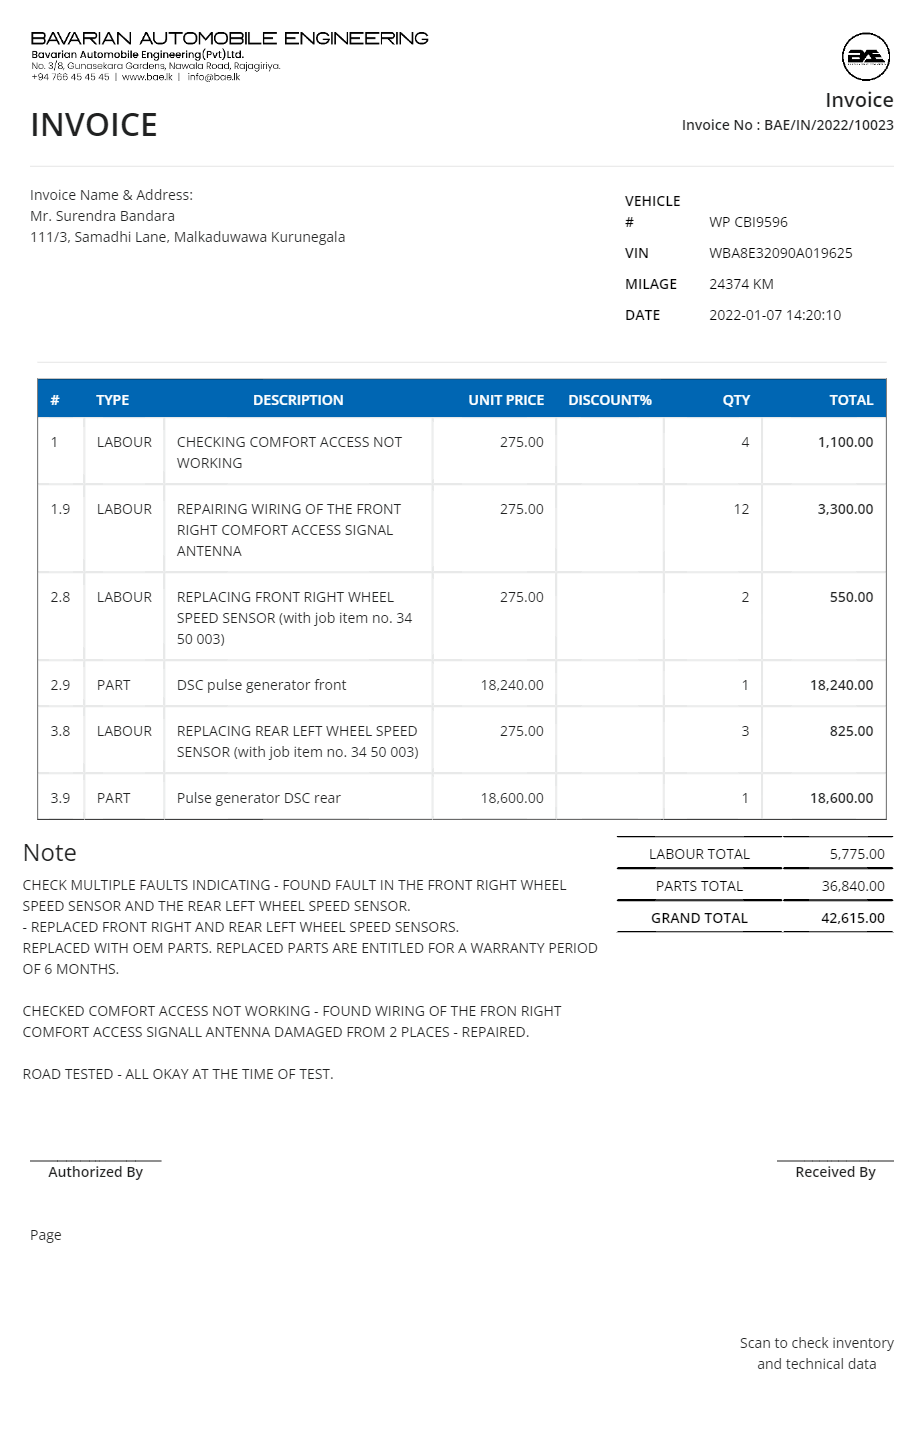 BAVARIAN AUTOMOBILE ENGINEERING
Bavarian Automobile Engineering(Pvt)Ltd.
No. 3/8, Gunasekara Gardens, Nawala Road, Rajagiriya.
+94 766 45 45 45 | www.bae.lk | info@bae.lk
BAE
Invoice
INVOICE
Invoice No : BAE/IN/2022/10023
Invoice Name & Address:
Mr. Surendra Bandara
111/3, Samadhi Lane, Malkaduwawa Kurunegala
VEHICLE
# WP CBI9596
VIN WBA8E32090A019625
MILAGE 24374 KM
DATE 2022-01-07 14:20:10
# TYPE DESCRIPTION UNIT PRICE DISCOUNT% QTY TOTAL
1 LABOUR CHECKING COMFORT ACCESS NOT 275.00 4 1,100.00
WORKING
1.9 LABOUR REPAIRING WIRING OF THE FRONT 275.00 12 3,300.00
RIGHT COMFORT ACCESS SIGNAL
ANTENNA
2.8 LABOUR REPLACING FRONT RIGHT WHEEL 275.00 2 550.00
SPEED SENSOR (with job item no. 34
50 003)
2.9 PART DSC pulse generator front 18,240.00 1 18,240.00
3.8 LABOUR REPLACING REAR LEFT WHEEL SPEED 275.00 3 825.00
SENSOR (with job item no. 34 50 003)
3.9 PART Pulse generator DSC rear 18,600.00 1 18,600.00
LABOUR TOTAL 5,775.00
PARTS TOTAL 36,840.00
GRAND TOTAL 42,615.00
Note
CHECK MULTIPLE FAULTS INDICATING - FOUND FAULT IN THE FRONT RIGHT WHEEL
SPEED SENSOR AND THE REAR LEFT WHEEL SPEED SENSOR.
- REPLACED FRONT RIGHT AND REAR LEFT WHEEL SPEED SENSORS.
REPLACED WITH OEM PARTS. REPLACED PARTS ARE ENTITLED FOR A WARRANTY PERIOD
OF 6 MONTHS.
CHECKED COMFORT ACCESS NOT WORKING - FOUND WIRING OF THE FRON RIGHT
COMFORT ACCESS SIGNALL ANTENNA DAMAGED FROM 2 PLACES - REPAIRED.
ROAD TESTED - ALL OKAY AT THE TIME OF TEST.
Authorized By
Received By
Page
Scan to check inventory
and technical data